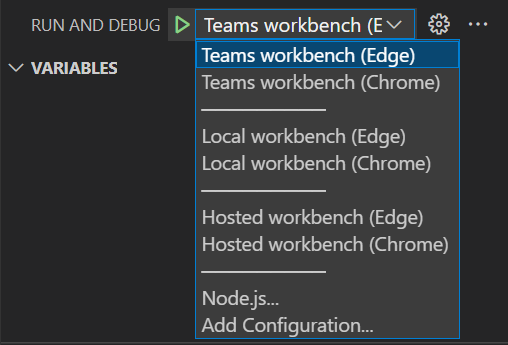 RUN AND DEBUG Teams workbench (E
VARIABLES
Teams workbench (Edge)
Teams workbench (Chrome)
Local workbench (Edge)
Local workbench (Chrome)
Hosted workbench (Edge)
Hosted workbench (Chrome)
Node.js...
Add Configuration...